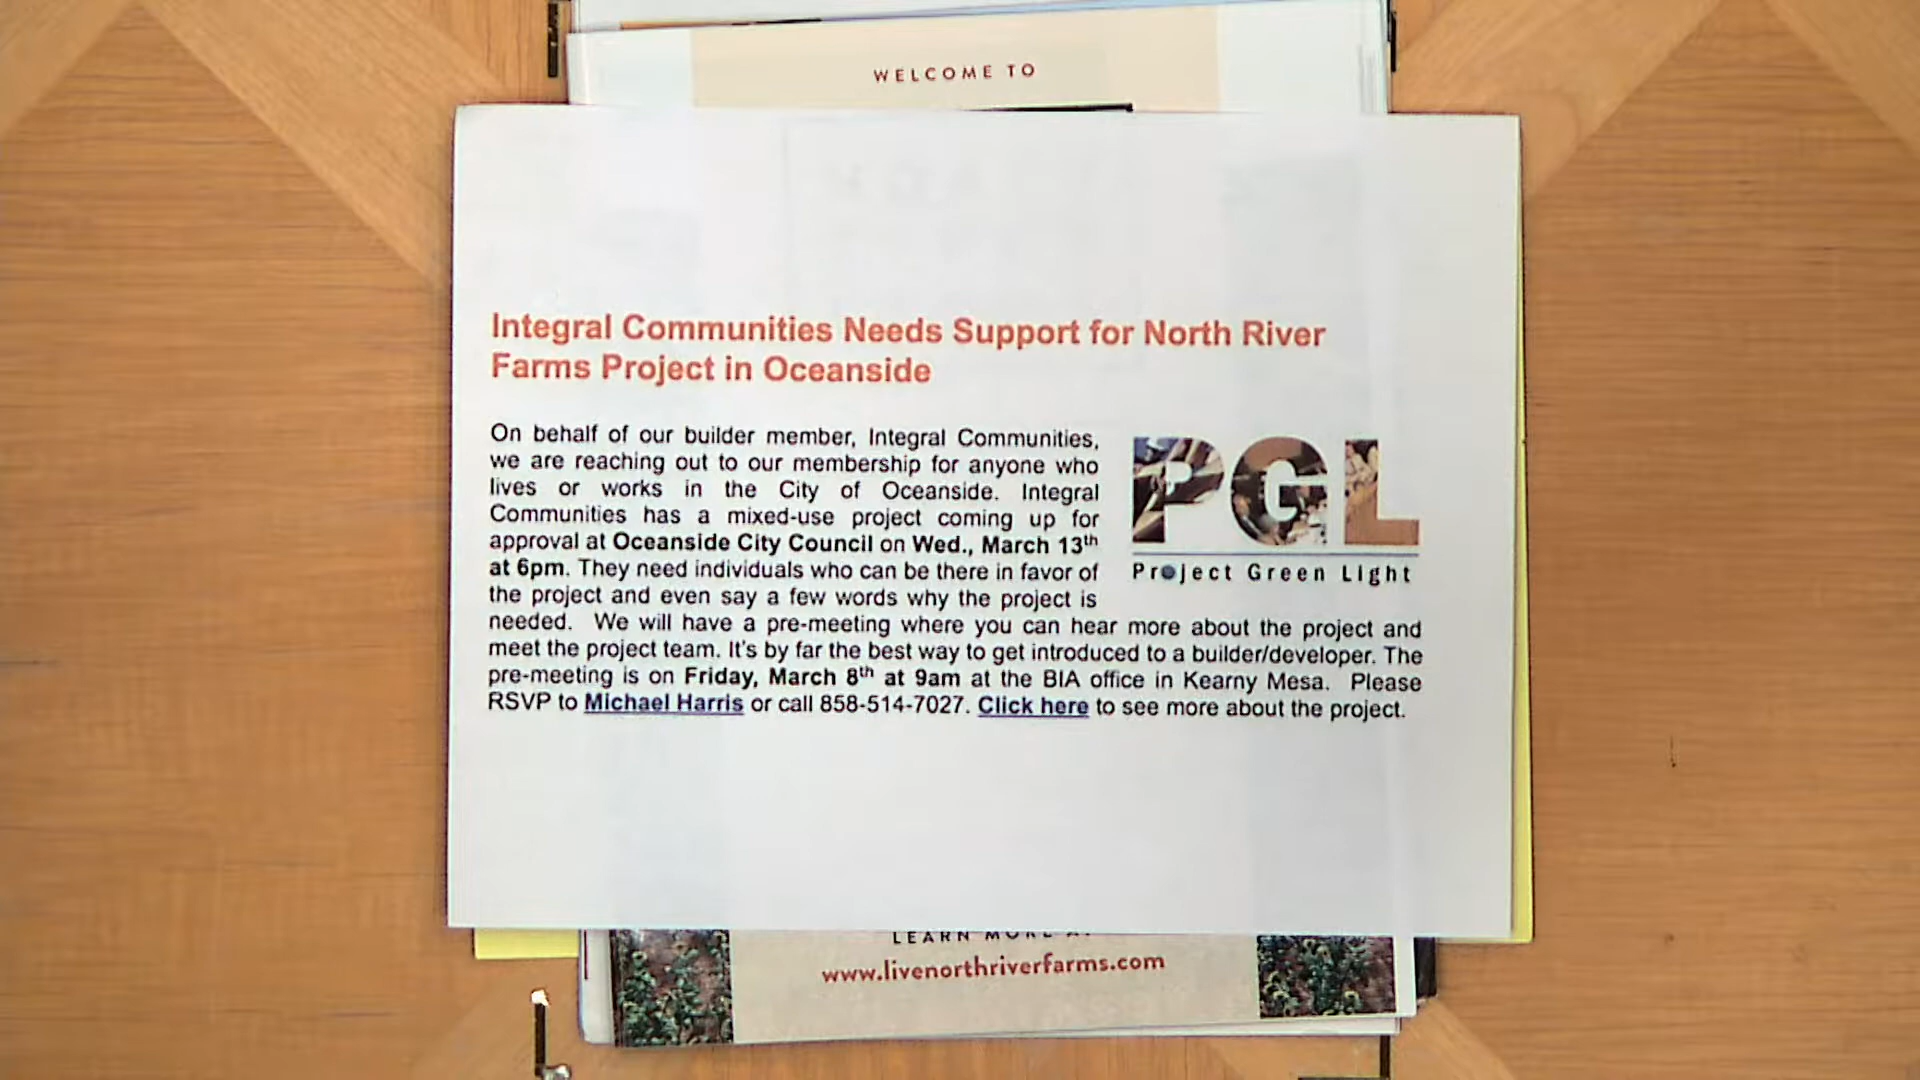 WELCOME TO
Integral Communities Needs Support for North River
Farms Project in Oceanside
On behalf of our builder member, Integral Communities,
we are reaching out to our membership for anyone who
lives or works in the City of Oceanside. Integral
Communities has a mixed-use project coming up for
approval at Oceanside City Council on Wed., March 13th
at 6pm. They need individuals who can be there in favor of
the project and even say a few words why the project is
needed. We will have a pre-meeting where you can hear more about the project and
meet the project team. It's by far the best way to get introduced to a builder/developer. The
pre-meeting is on Friday, March 8th at 9am at the BIA office in Kearny Mesa. Please
RSVP to Michael Harris or call 858-514-7027. Click here to see more about the project.
PGL
Project Green Light
LEARN MORE
www.livenorthriverfarms.com